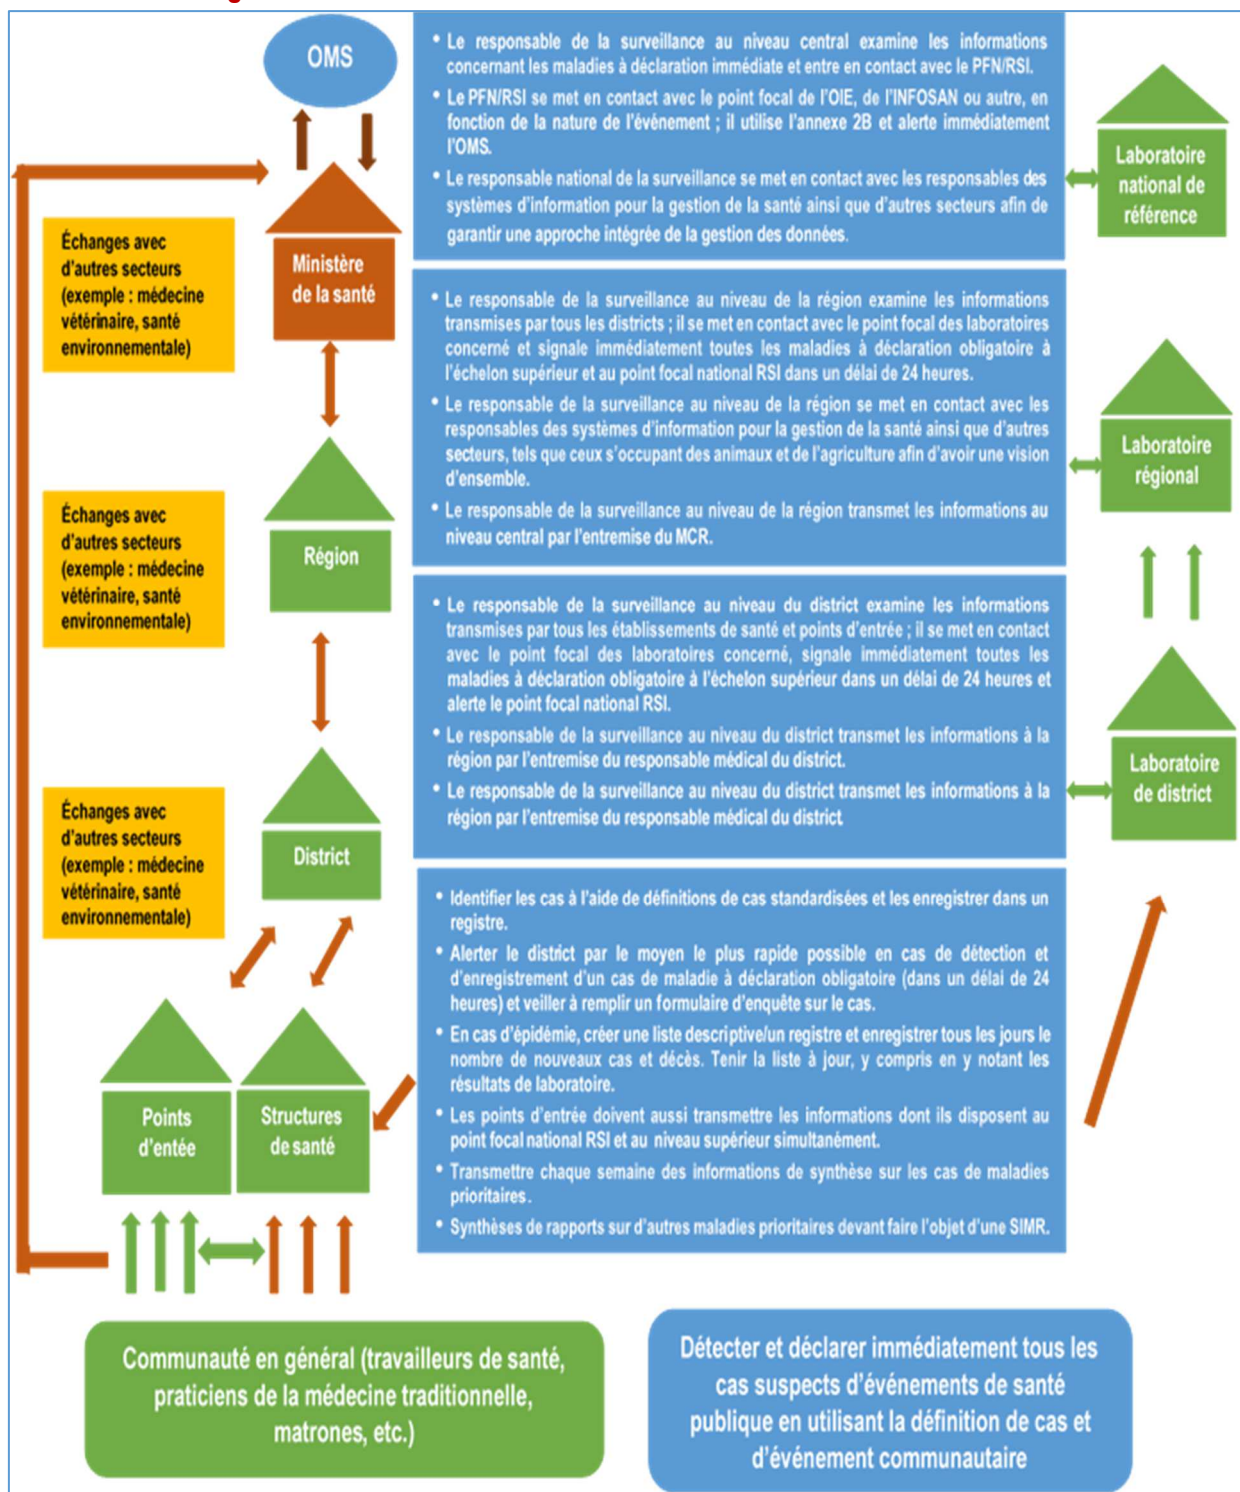 OMS
• Le responsable de la surveillance au niveau central examine les informations
concernant les maladies à déclaration immédiate et entre en contact avec le PFN/RSI.
• Le PFN/RSI se met en contact avec le point focal de l'OIE, de l'INFOSAN ou autre, en
fonction de la nature de l'événement ; il utilise l'annexe 2B et alerte immédiatement
l'OMS.
• Le responsable national de la surveillance se met en contact avec les responsables des
systèmes d'information pour la gestion de la santé ainsi que d'autres secteurs afin de
garantir une approche intégrée de la gestion des données.
Laboratoire
national de
référence
Échanges avec
d'autres secteurs
(exemple : médecine
vétérinaire, santé
environnementale)
Ministère
de la santé
• Le responsable de la surveillance au niveau de la région examine les informations
transmises par tous les districts ; il se met en contact avec le point focal des laboratoires
concerné et signale immédiatement toutes les maladies à déclaration obligatoire à
l'échelon supérieur et au point focal national RSI dans un délai de 24 heures.
• Le responsable de la surveillance au niveau de la région se met en contact avec les
responsables des systèmes d'information pour la gestion de la santé ainsi que d'autres
secteurs, tels que ceux s'occupant des animaux et de l'agriculture afin d'avoir une vision
d'ensemble.
• Le responsable de la surveillance au niveau de la région transmet les informations au
niveau central par l'entremise du MCR.
Laboratoire
régional
Échanges avec
d'autres secteurs
(exemple : médecine
vétérinaire, santé
environnementale)
Région
• Le responsable de la surveillance au niveau du district examine les informations
transmises par tous les établissements de santé et points d'entrée ; il se met en contact
avec le point focal des laboratoires concerné, signale immédiatement toutes les
maladies à déclaration obligatoire à l'échelon supérieur dans un délai de 24 heures et
alerte le point focal national RSI.
• Le responsable de la surveillance au niveau du district transmet les informations à la
région par l'entremise du responsable médical du district.
• Le responsable de la surveillance au niveau du district transmet les informations à la
région par l'entremise du responsable médical du district.
Laboratoire
de district
Échanges avec
d'autres secteurs
(exemple : médecine
vétérinaire, santé
environnementale)
District
• Identifier les cas à l'aide de définitions de cas standardisées et les enregistrer dans un
registre.
• Alerter le district par le moyen le plus rapide possible en cas de détection et
d'enregistrement d'un cas de maladie à déclaration obligatoire (dans un délai de 24
heures) et veiller à remplir un formulaire d'enquête sur le cas.
• En cas d'épidémie, créer une liste descriptive/un registre et enregistrer tous les jours le
nombre de nouveaux cas et décès. Tenir la liste à jour, y compris en y notant les
résultats de laboratoire.
• Les points d'entrée doivent aussi transmettre les informations dont ils disposent au
point focal national RSI et au niveau supérieur simultanément.
• Transmettre chaque semaine des informations de synthèse sur les cas de maladies
prioritaires.
• Synthèses de rapports sur d'autres maladies prioritaires devant faire l'objet d'une SIMR.
Points
d'entée
Structures
de santé
Communauté en général (travailleurs de santé,
praticiens de la médecine traditionnelle,
matrones, etc.)
Détecter et déclarer immédiatement tous les
cas suspects d'événements de santé
publique en utilisant la définition de cas et
d'événement communautaire